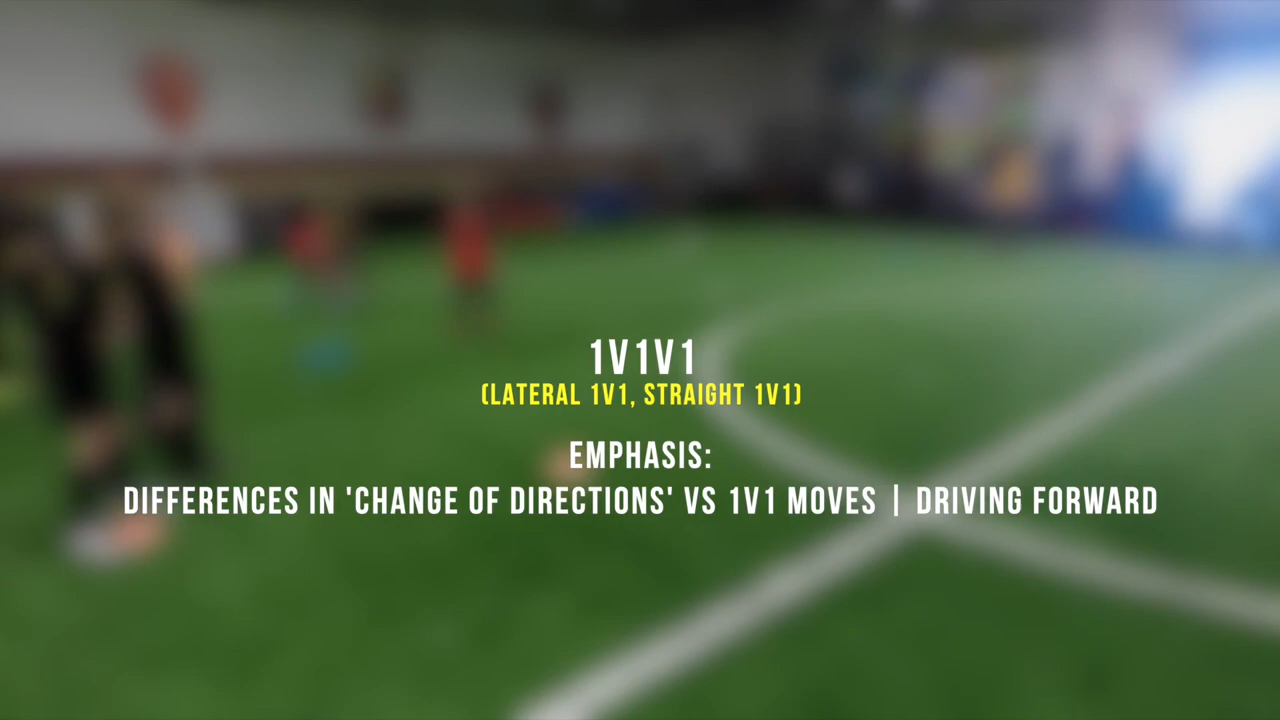 1V1V1
(LATERAL 1V1, STRAIGHT 1V1)
EMPHASIS:
DIFFERENCES IN 'CHANGE OF DIRECTIONS' VS 1V1 MOVES | DRIVING FORWARD